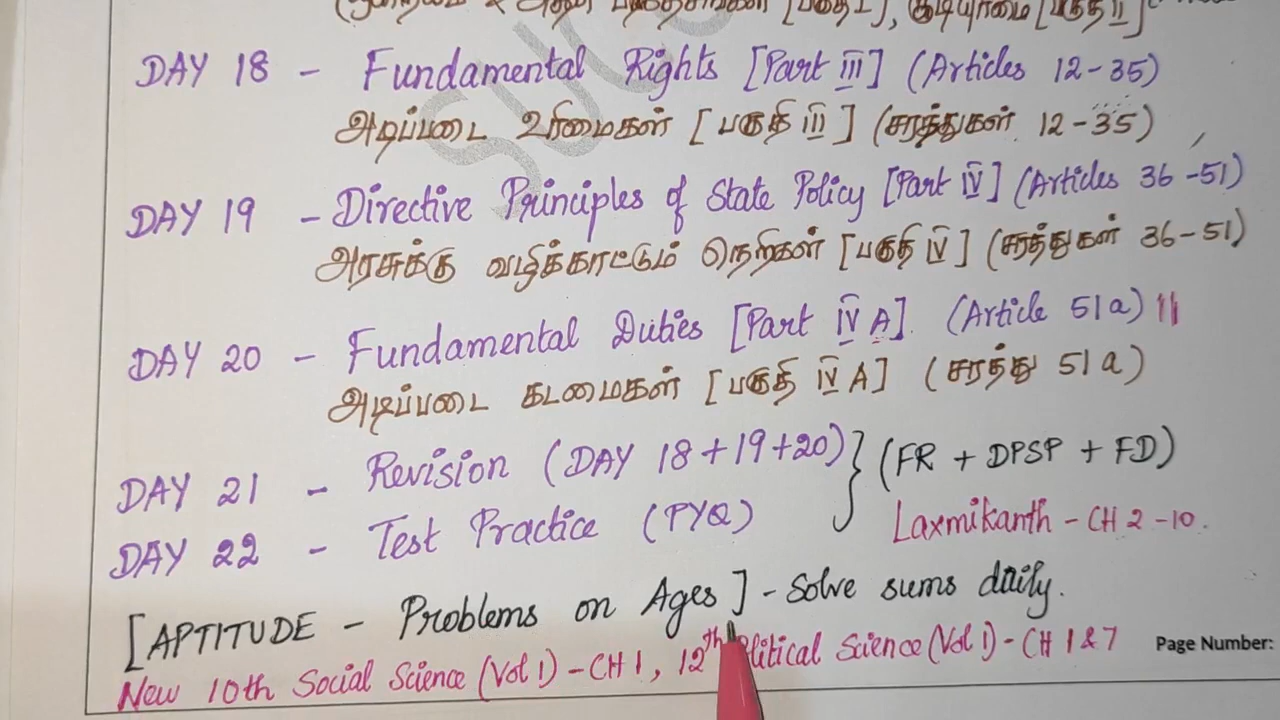 DAY 18 - Fundamental Rights [Part III] (Articles 12-35)
அடிப்படை உரிமைகள் [பகுதி III] (சரத்துகள் 12-35)
DAY 19 - Directive Principles of State Policy [Part IV] (Articles 36-51)
அரசுக்கு வழிக்காட்டும் நெறிகள் [பகுதி IV] (சரத்துகள் 36-51)
DAY 20 - Fundamental Duties [Part IV A]. (Article 51a) 11
அடிப்படை கடமைகள் [பகுதி IV A] (சரத்து 51a)
DAY 21 - Revision (DAY 18+19+20) } (FR + DPSP + FD)
DAY 22 - Test Practice (PYQ) Laxmikanth - CH 2-10.
[APTITUDE - Problems on Ages] - Solve sums daily.
New 10th Social Science (Vol 1) - CH 1, 12th Political Science (Vol 1) - CH 1 & 7
Page Number: